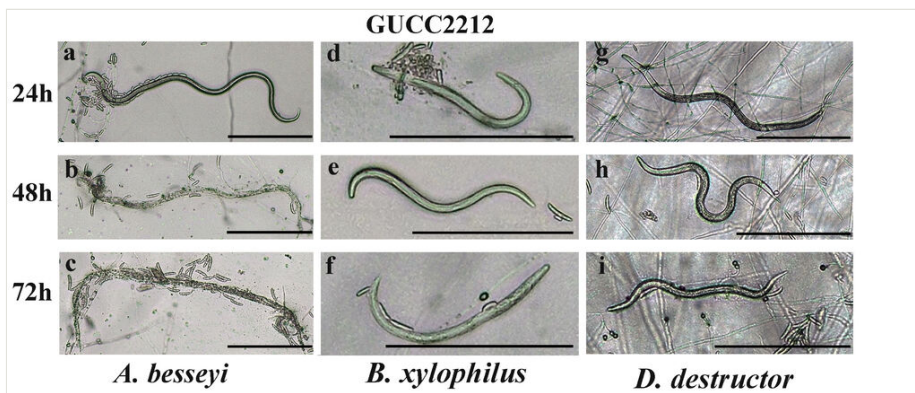 GUCC2212
24h a d g
48h b e h
72h c f i
A. besseyi B. xylophilus D. destructor